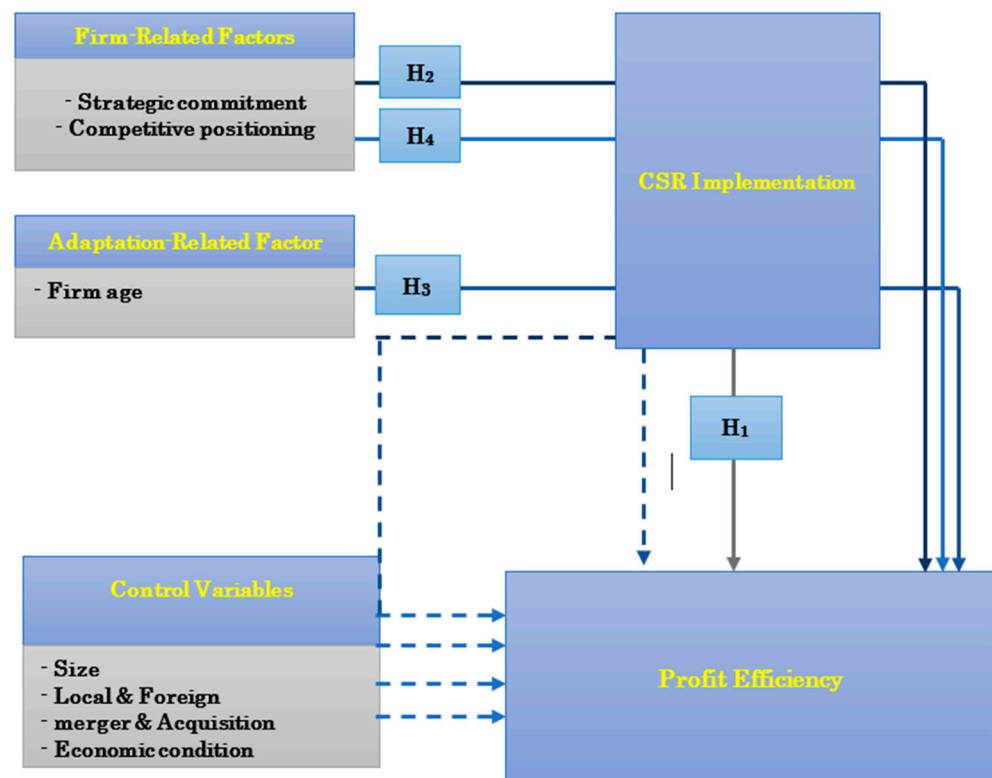 Firm-Related Factors
- Strategic commitment
- Competitive positioning
H₂
H₄
CSR Implementation
Adaptation-Related Factor
- Firm age
H₃
H₁
Control Variables
- Size
- Local & Foreign
- merger & Acquisition
- Economic condition
Profit Efficiency